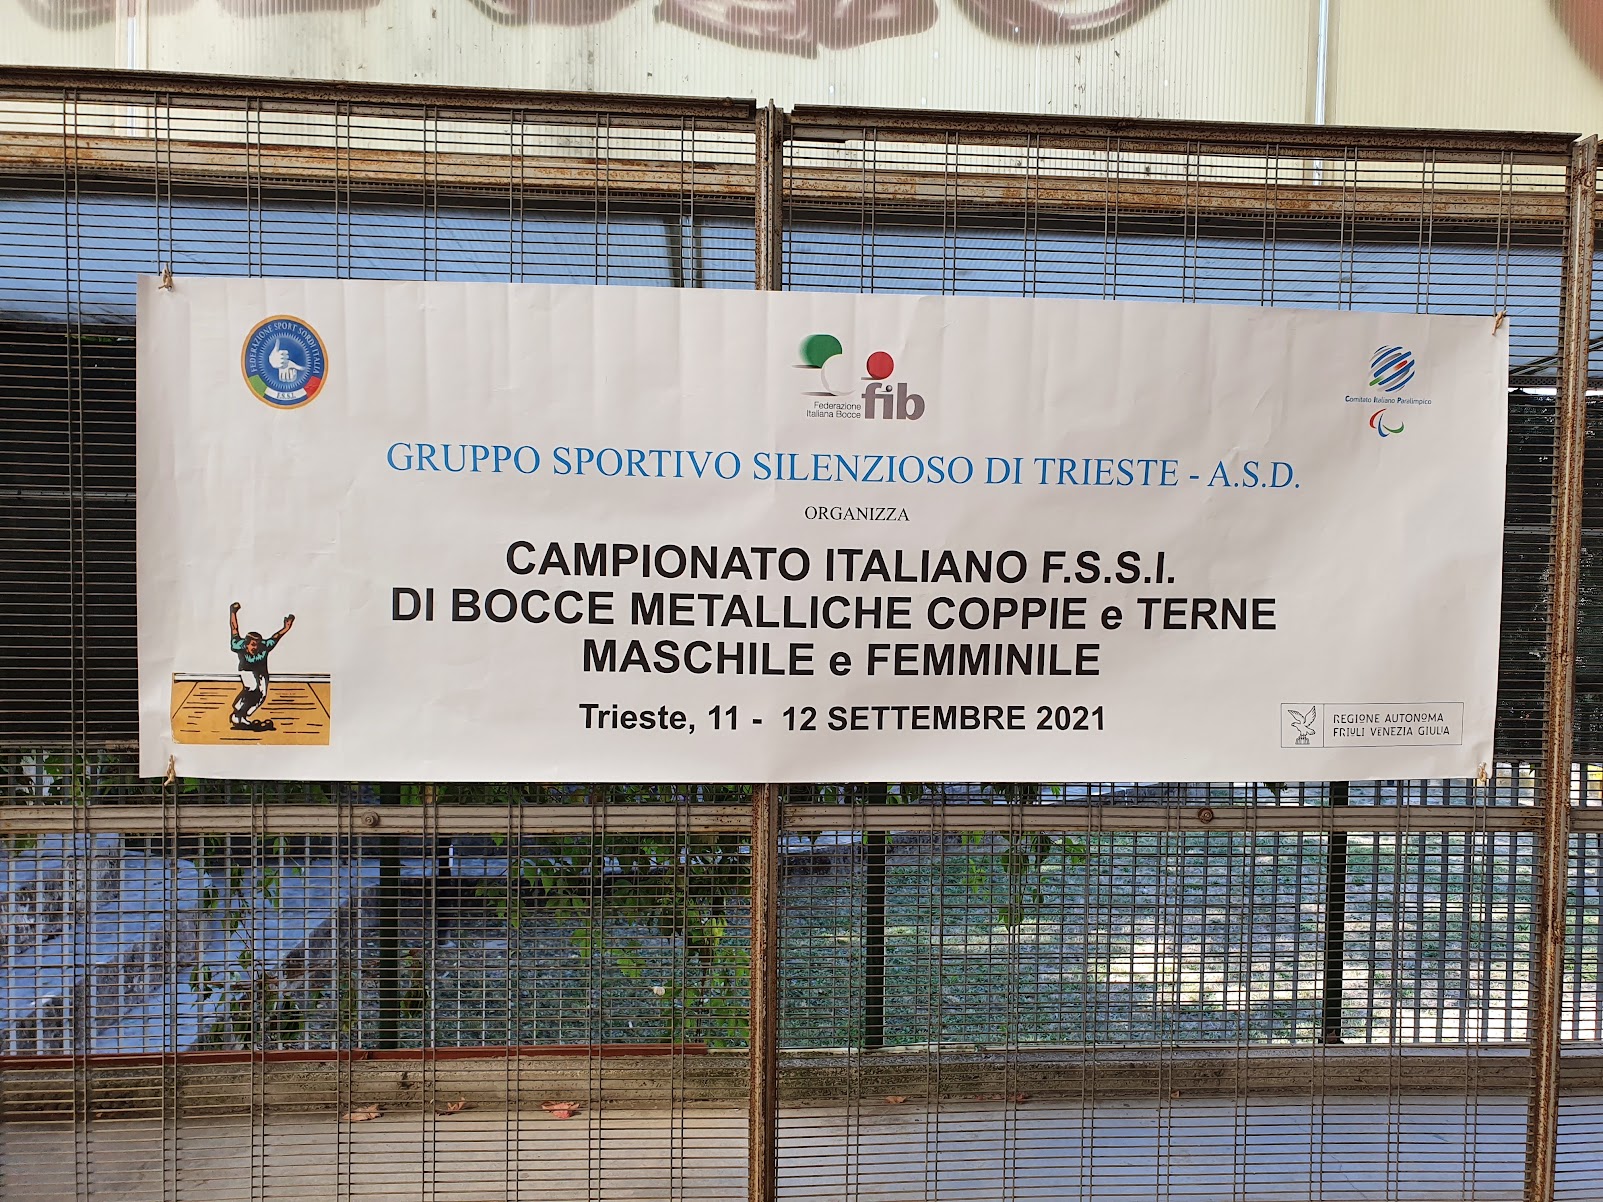 FEDERAZIONE SPORT SORDI ITALIA
F.S.S.I.
Federazione
Italiana Bocce
fib
Comitato Italiano Paralimpico
GRUPPO SPORTIVO SILENZIOSO DI TRIESTE - A.S.D.
ORGANIZZA
CAMPIONATO ITALIANO F.S.S.I.
DI BOCCE METALLICHE COPPIE e TERNE
MASCHILE e FEMMINILE
Trieste, 11 - 12 SETTEMBRE 2021
REGIONE AUTONOMA
FRIULI VENEZIA GIULIA